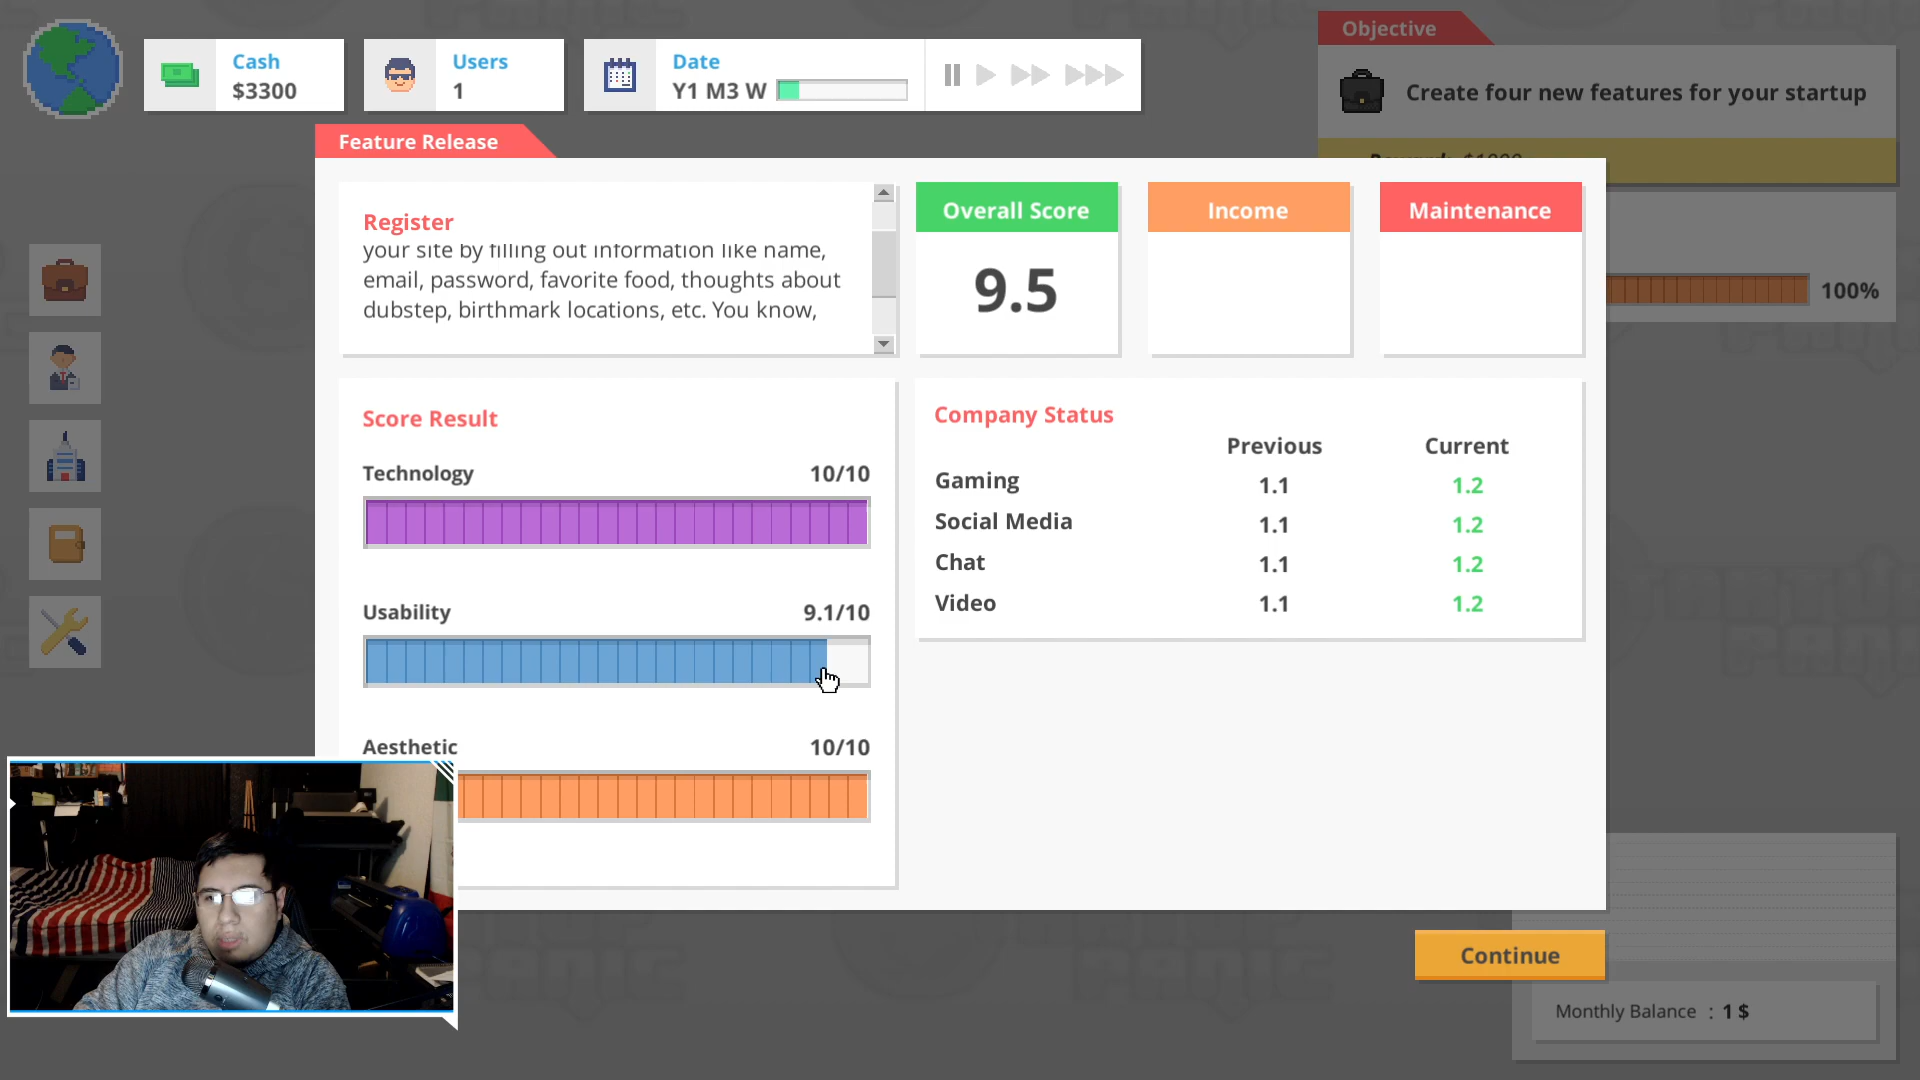 Cash
$3300
Users
1
Date
Y1 M3 W
Objective
Create four new features for your startup
Feature Release
Register
your site by filling out information like name,
email, password, favorite food, thoughts about
dubstep, birthmark locations, etc. You know,
Overall Score
9.5
Income
Maintenance
100%
Score Result
Technology
10/10
Usability
9.1/10
Aesthetic
10/10
Company Status
Previous
Current
Gaming
1.1
1.2
Social Media
1.1
1.2
Chat
1.1
1.2
Video
1.1
1.2
Continue
Monthly Balance : 1 $